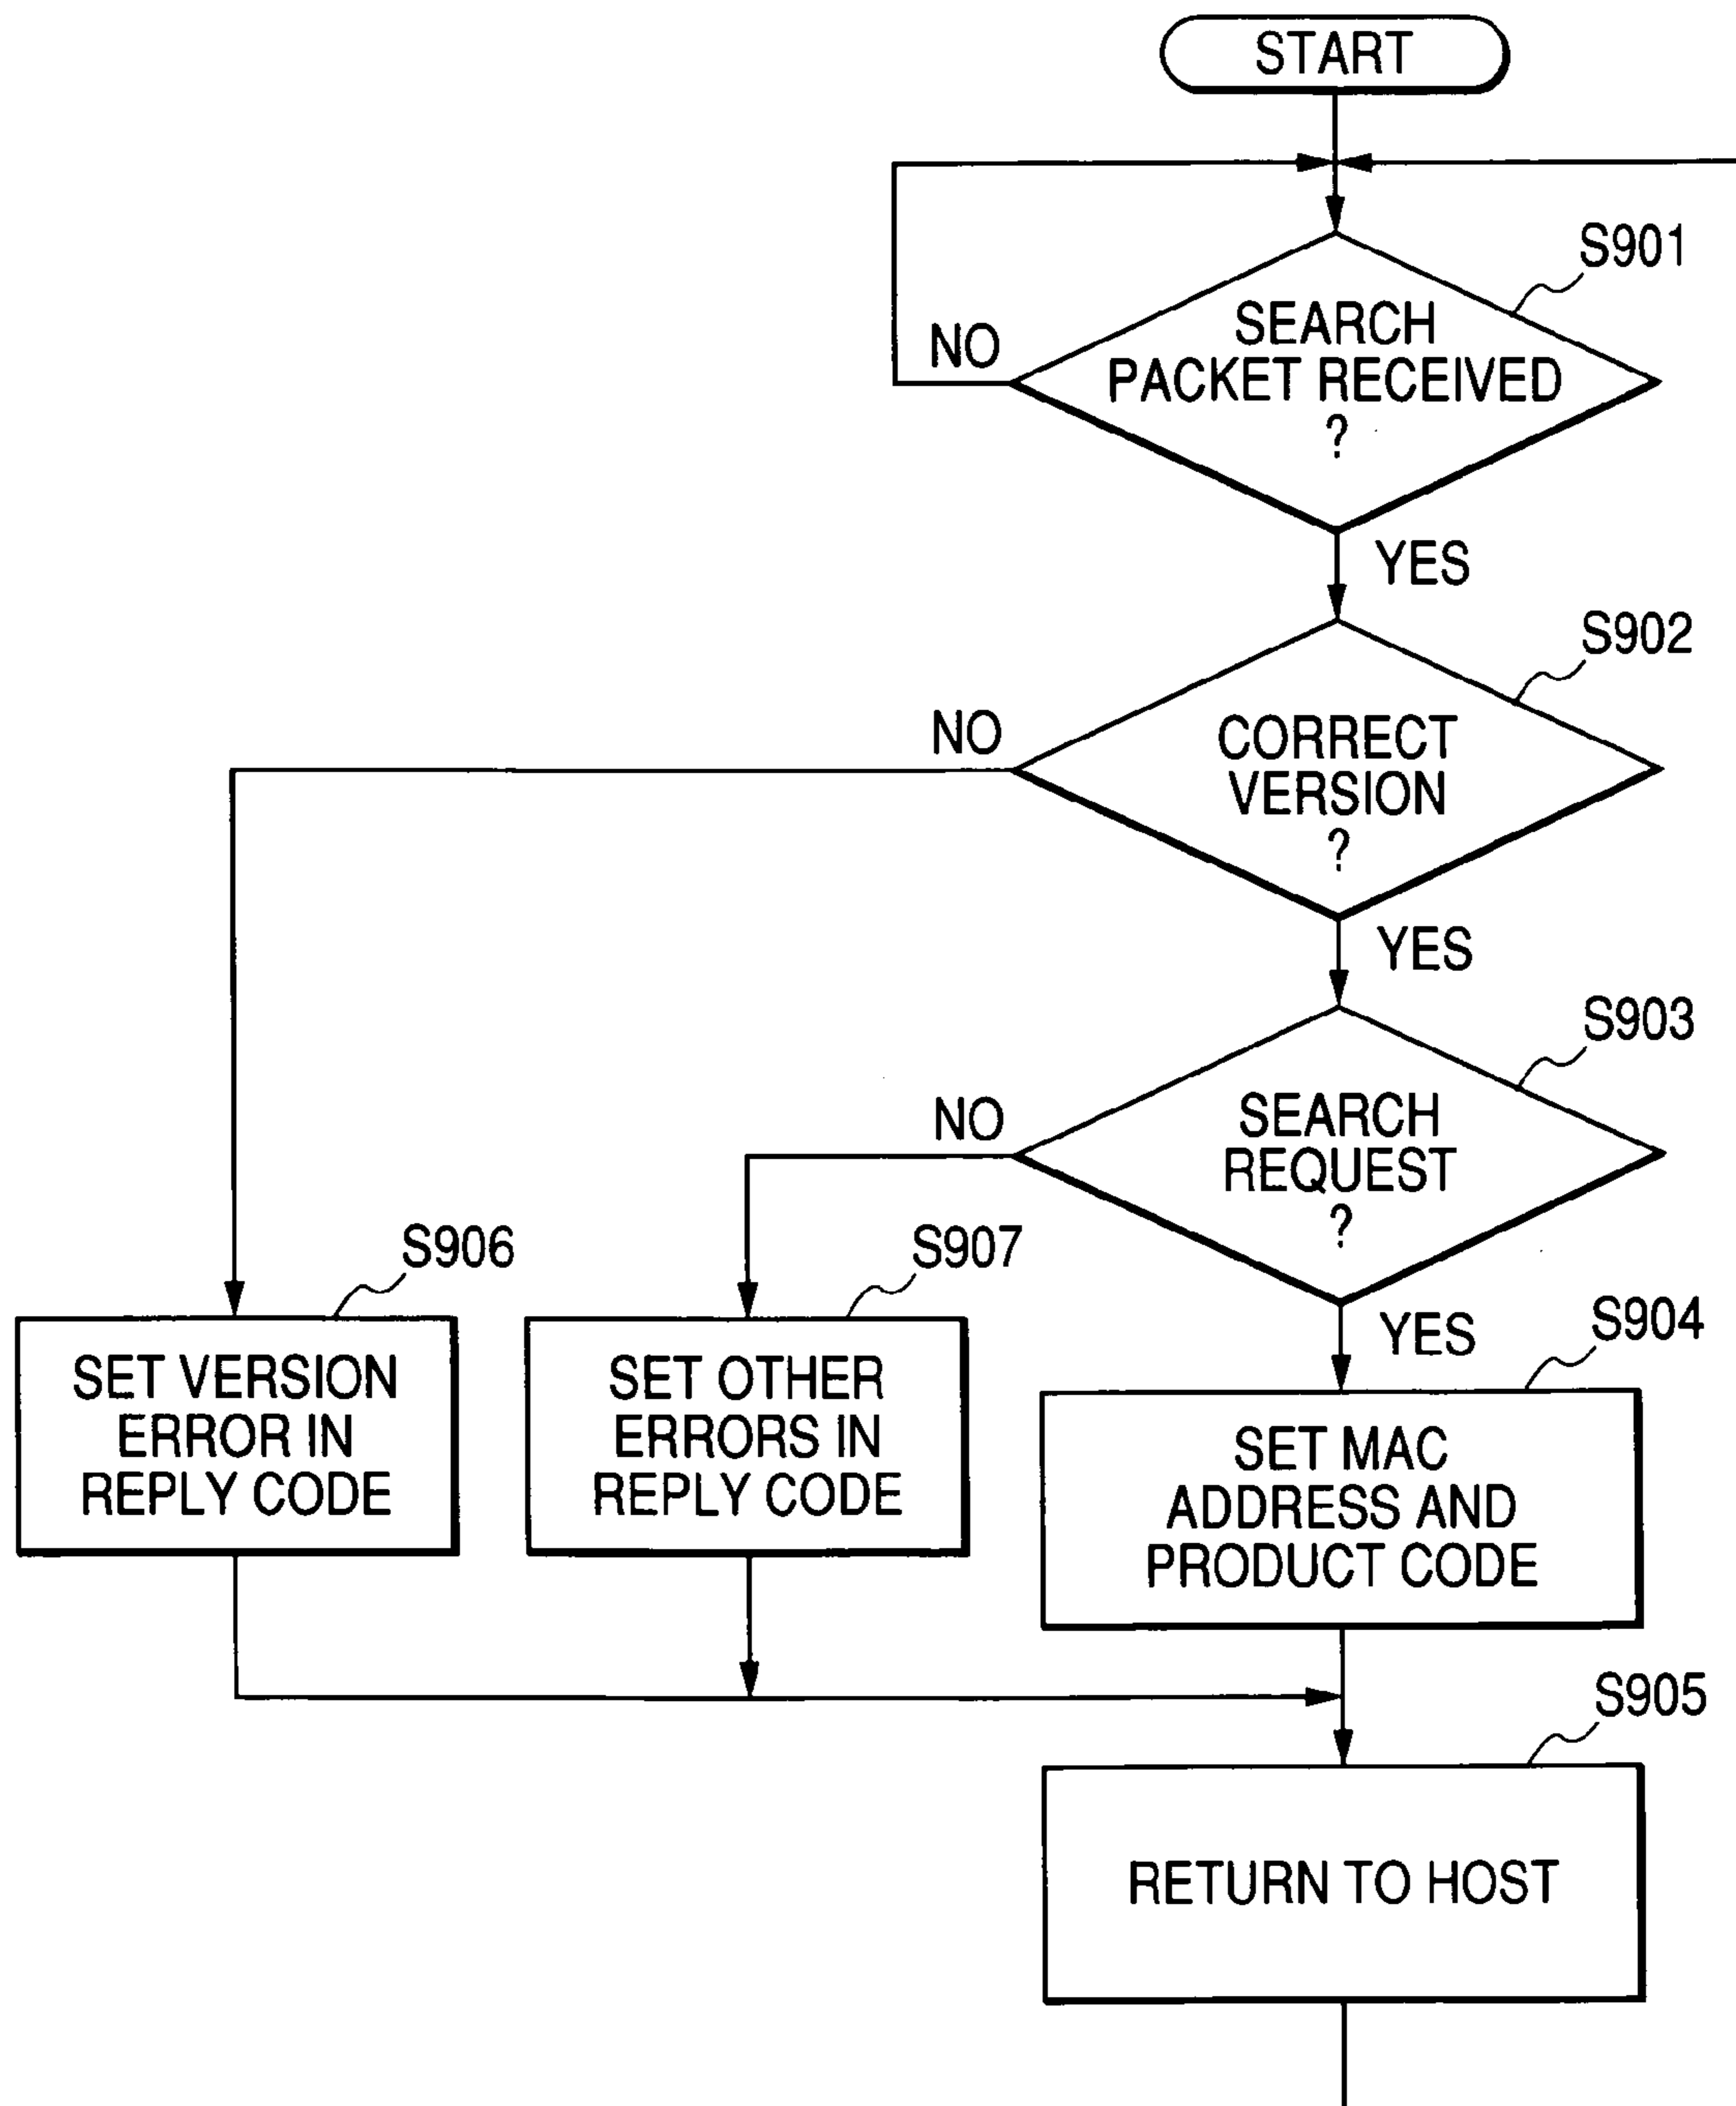 START
S901
SEARCH
PACKET RECEIVED
?
NO
YES
S902
CORRECT
VERSION
?
NO
YES
S903
SEARCH
REQUEST
?
NO
YES
S906
SET VERSION
ERROR IN
REPLY CODE
S907
SET OTHER
ERRORS IN
REPLY CODE
S904
SET MAC
ADDRESS AND
PRODUCT CODE
S905
RETURN TO HOST